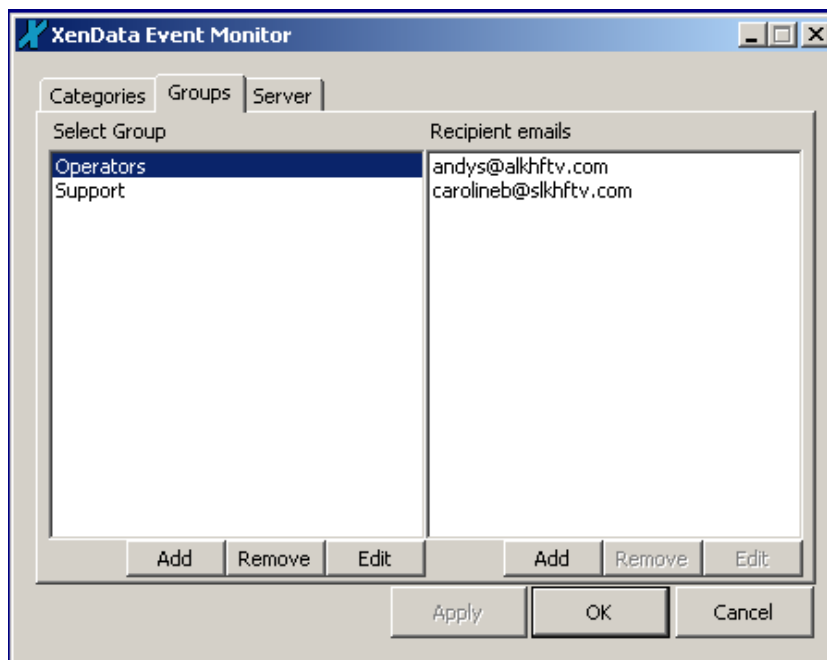 XenData Event Monitor
Categories Groups Server
Select Group Recipient emails
Operators andys@alkhftv.com
Support carolineb@slkhftv.com
Add Remove Edit Add Remove Edit
Apply OK Cancel